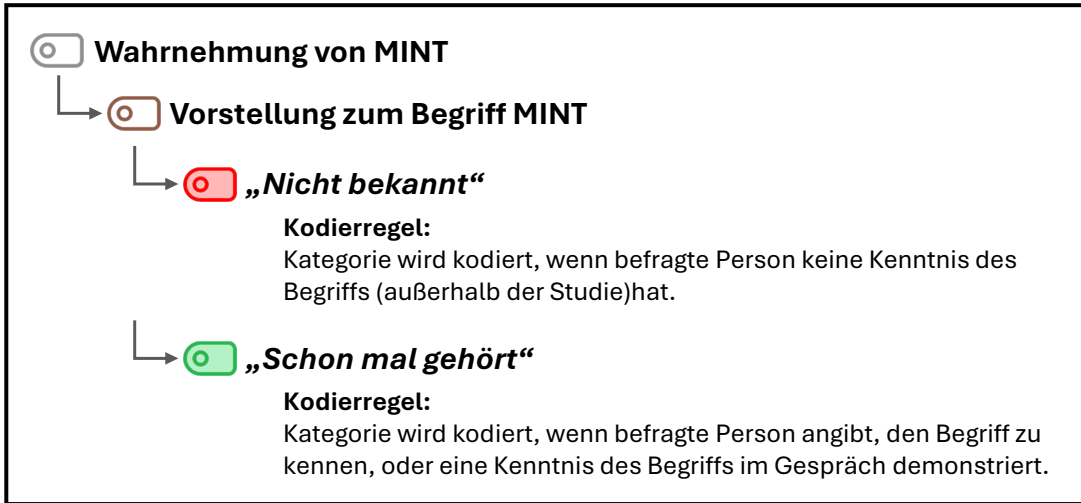 Wahrnehmung von MINT
Vorstellung zum Begriff MINT
„Nicht bekannt“
Kodierregel:
Kategorie wird kodiert, wenn befragte Person keine Kenntnis des
Begriffs (außerhalb der Studie)hat.
„Schon mal gehört“
Kodierregel:
Kategorie wird kodiert, wenn befragte Person angibt, den Begriff zu
kennen, oder eine Kenntnis des Begriffs im Gespräch demonstriert.